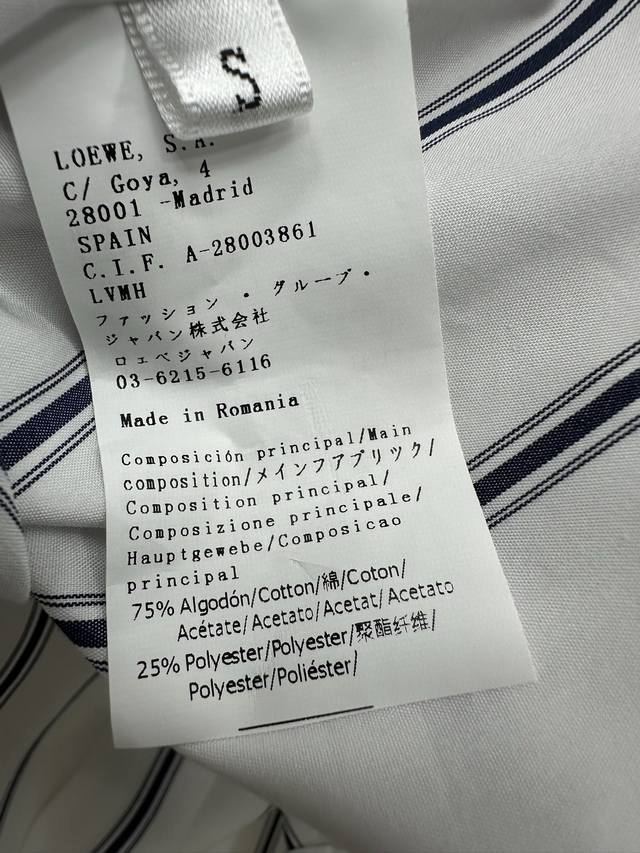 S
LOEWE, S.A.
C/ Goya, 4
28001 -Madrid
SPAIN
C.I.F. A-28003861
LVMH
ファッション・グループ・
ジャパン株式会社
ロエベジャパン
03-6215-6116
Made in Romania
Composición principal/Main
composition/メインファブリック/
Composition principal/
Composizione principale/
Hauptgewebe/Composicao
principal
75% Algodón/Cotton/綿/Coton/
Acétate/Acetato/Acetat/Acetato
25% Polyester/Polyester/聚酯纤维/
Polyester/Poliéster/